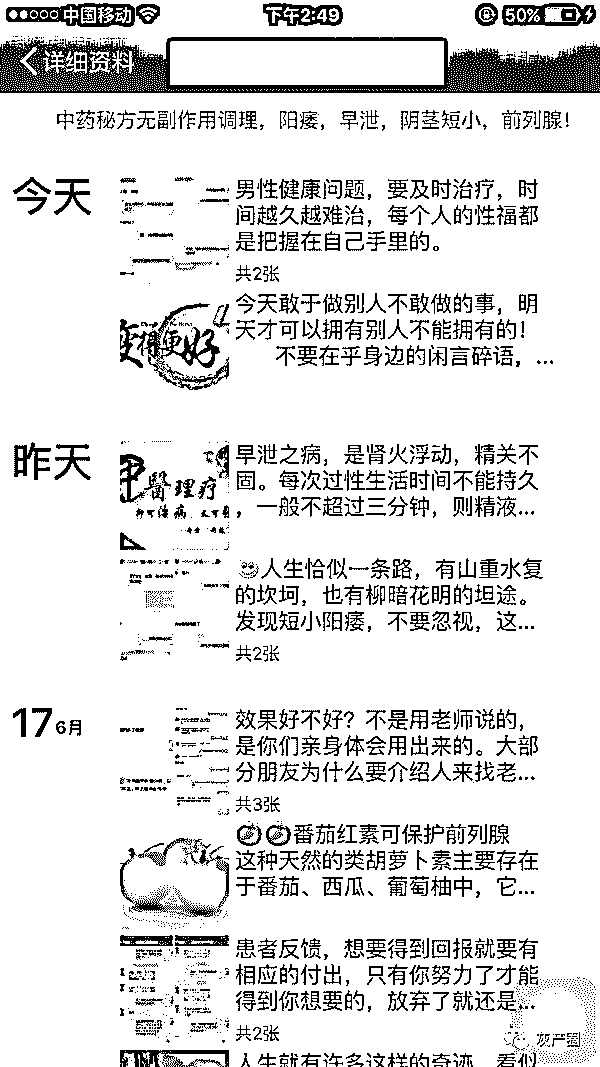 中国移动
下午2:49
50%
详细资料
中药秘方无副作用调理，阳痿，早泄，阴茎短小，前列腺！
今天
男性健康问题，要及时治疗，时
间越久越难治，每个人的性福都
是把握在自己手里的。
共2张
变得更好
今天敢于做别人不敢做的事，明
天才可以拥有别人不能拥有的！
不要在乎身边的闲言碎语，...
昨天
醫理疗
早泄之病，是肾火浮动，精关不
固。每次过性生活时间不能持久
，一般不超过三分钟，则精液...
人生恰似一条路，有山重水复
的坎坷，也有柳暗花明的坦途。
发现短小阳痿，不要忽视，这...
共2张
17 6月
效果好不好？不是用老师说的，
是你们亲身体会用出来的。大部
分朋友为什么要介绍人来找老...
共3张
番茄红素可保护前列腺
这种天然的类胡萝卜素主要存在
于番茄、西瓜、葡萄柚中，它...
患者反馈，想要得到回报就要有
相应的付出，只有你努力了才能
得到你想要的，放弃了就还是...
共2张
灰产圈
人生就有许多这样的奇迹，看似